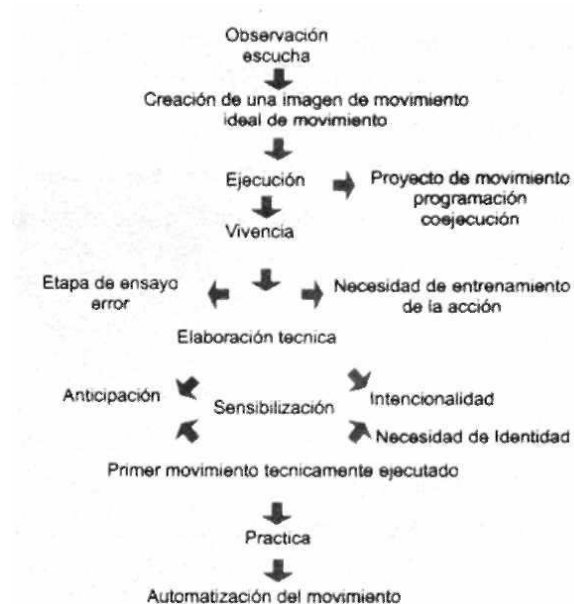 Observación
escucha
Creación de una imagen de movimiento
ideal de movimiento
Ejecución
Proyecto de movimiento
programación
coejecución
Vivencia
Etapa de ensayo
error
Necesidad de entrenamiento
de la acción
Elaboración tecnica
Anticipación
Sensibilización
Intencionalidad
Necesidad de Identidad
Primer movimiento tecnicamente ejecutado
Practica
Automatización del movimiento